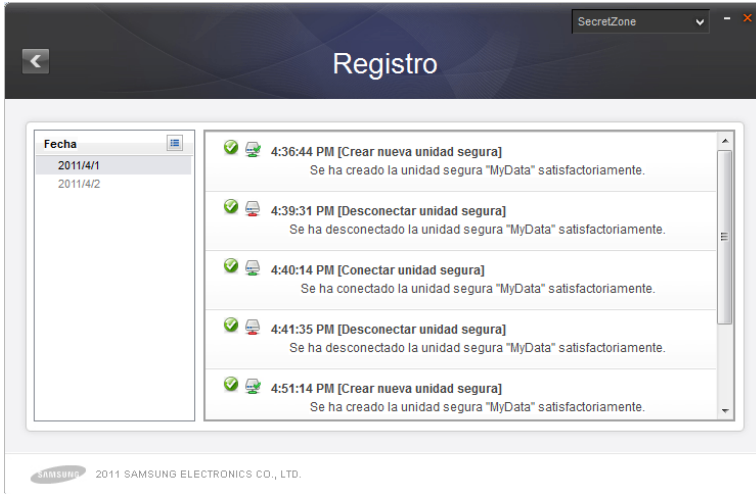 SecretZone
Registro
Fecha
2011/4/1
2011/4/2
4:36:44 PM [Crear nueva unidad segura]
Se ha creado la unidad segura "MyData" satisfactoriamente.
4:39:31 PM [Desconectar unidad segura]
Se ha desconectado la unidad segura "MyData" satisfactoriamente.
4:40:14 PM [Conectar unidad segura]
Se ha conectado la unidad segura "MyData" satisfactoriamente.
4:41:35 PM [Desconectar unidad segura]
Se ha desconectado la unidad segura "MyData" satisfactoriamente.
4:51:14 PM [Crear nueva unidad segura]
Se ha creado la unidad segura "MyData" satisfactoriamente.
SAMSUNG 2011 SAMSUNG ELECTRONICS CO., LTD.